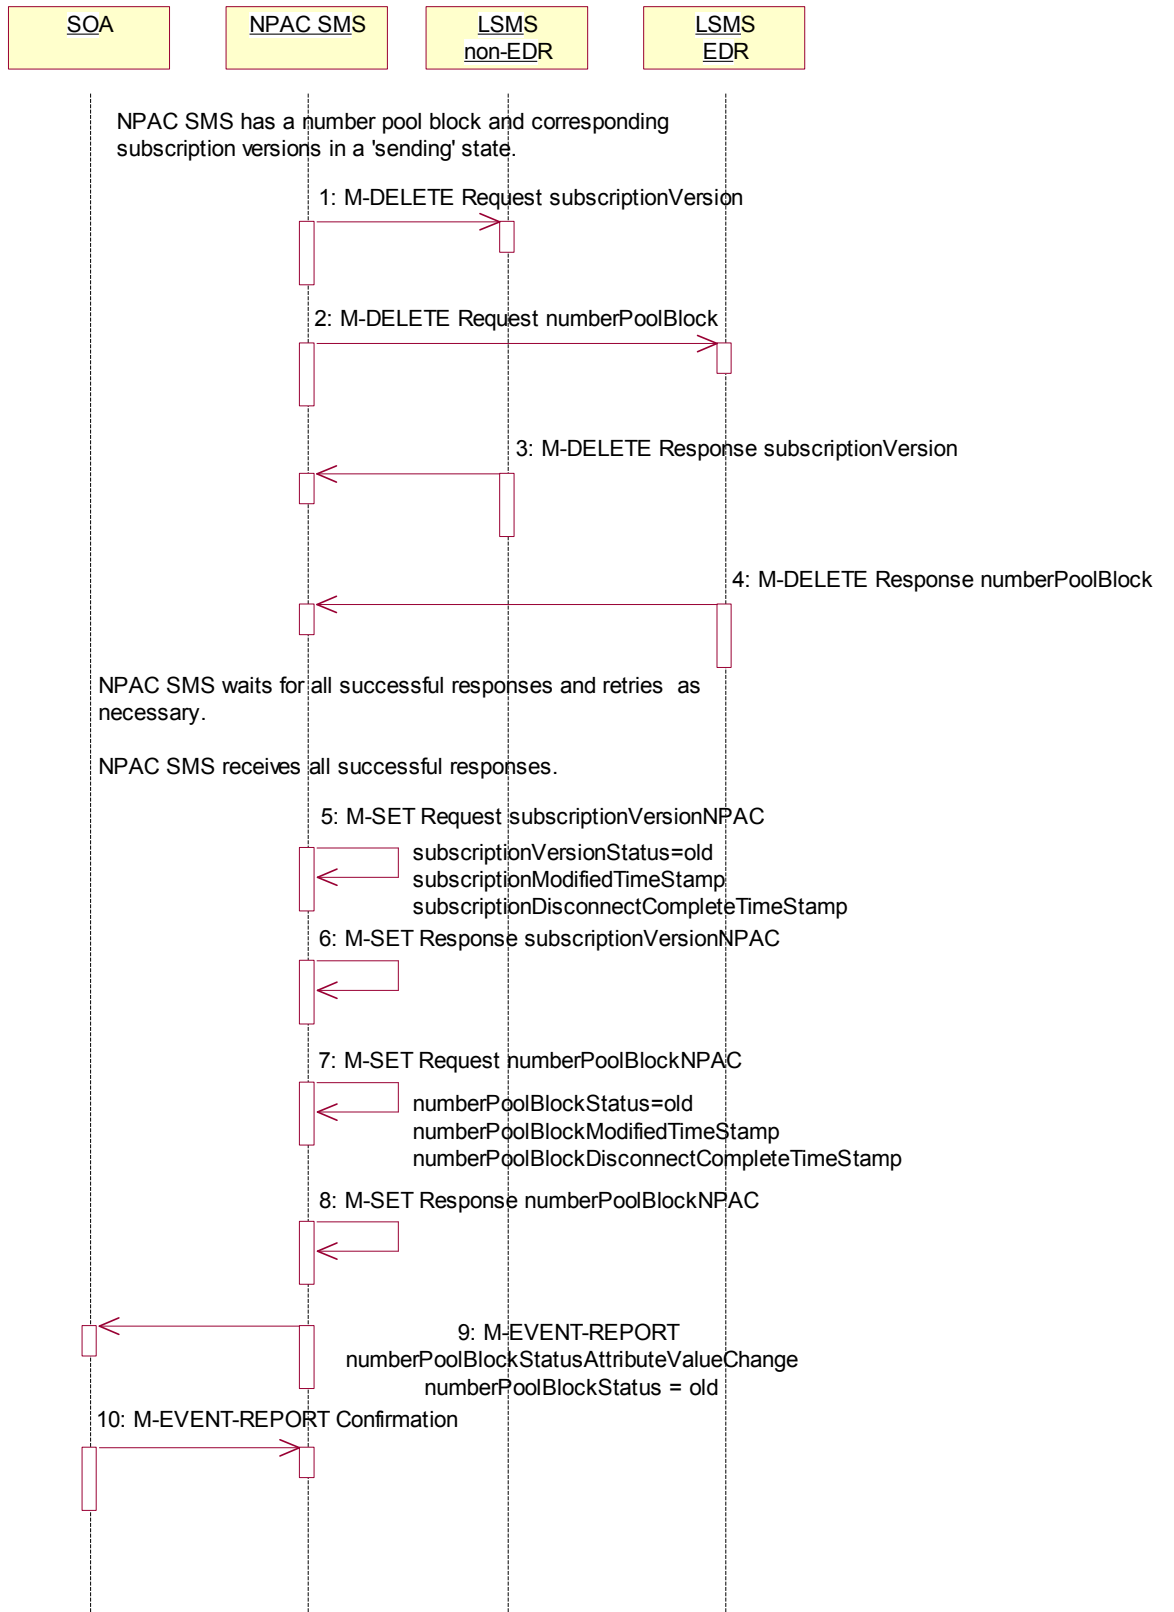 SOA
NPAC SMS
LSMS
non-EDR
LSMS
EDR
NPAC SMS has a number pool block and corresponding
subscription versions in a 'sending' state.
1: M-DELETE Request subscriptionVersion
2: M-DELETE Request numberPoolBlock
3: M-DELETE Response subscriptionVersion
4: M-DELETE Response numberPoolBlock
NPAC SMS waits for all successful responses and retries as
necessary.
NPAC SMS receives all successful responses.
5: M-SET Request subscriptionVersionNPAC
subscriptionVersionStatus=old
subscriptionModifiedTimeStamp
subscriptionDisconnectCompleteTimeStamp
6: M-SET Response subscriptionVersionNPAC
7: M-SET Request numberPoolBlockNPAC
numberPoolBlockStatus=old
numberPoolBlockModifiedTimeStamp
numberPoolBlockDisconnectCompleteTimeStamp
8: M-SET Response numberPoolBlockNPAC
9: M-EVENT-REPORT
numberPoolBlockStatusAttributeValueChange
numberPoolBlockStatus = old
10: M-EVENT-REPORT Confirmation